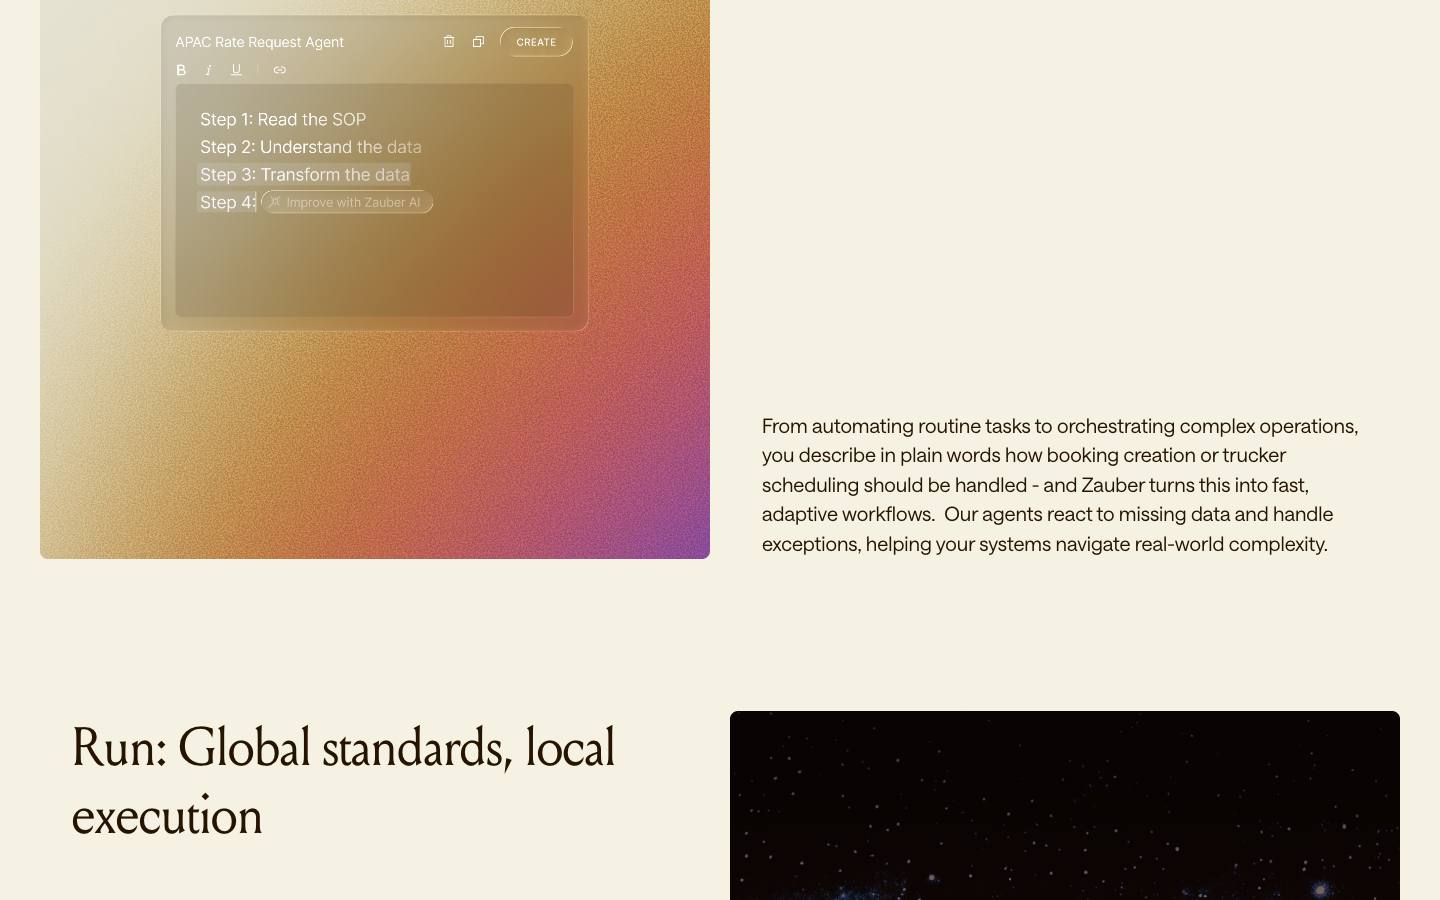 APAC Rate Request Agent
CREATE
B I U
Step 1: Read the SOP
Step 2: Understand the data
Step 3: Transform the data
Step 4: Improve with Zauber AI
From automating routine tasks to orchestrating complex operations,
you describe in plain words how booking creation or trucker
scheduling should be handled - and Zauber turns this into fast,
adaptive workflows.  Our agents react to missing data and handle
exceptions, helping your systems navigate real-world complexity.
Run: Global standards, local
execution